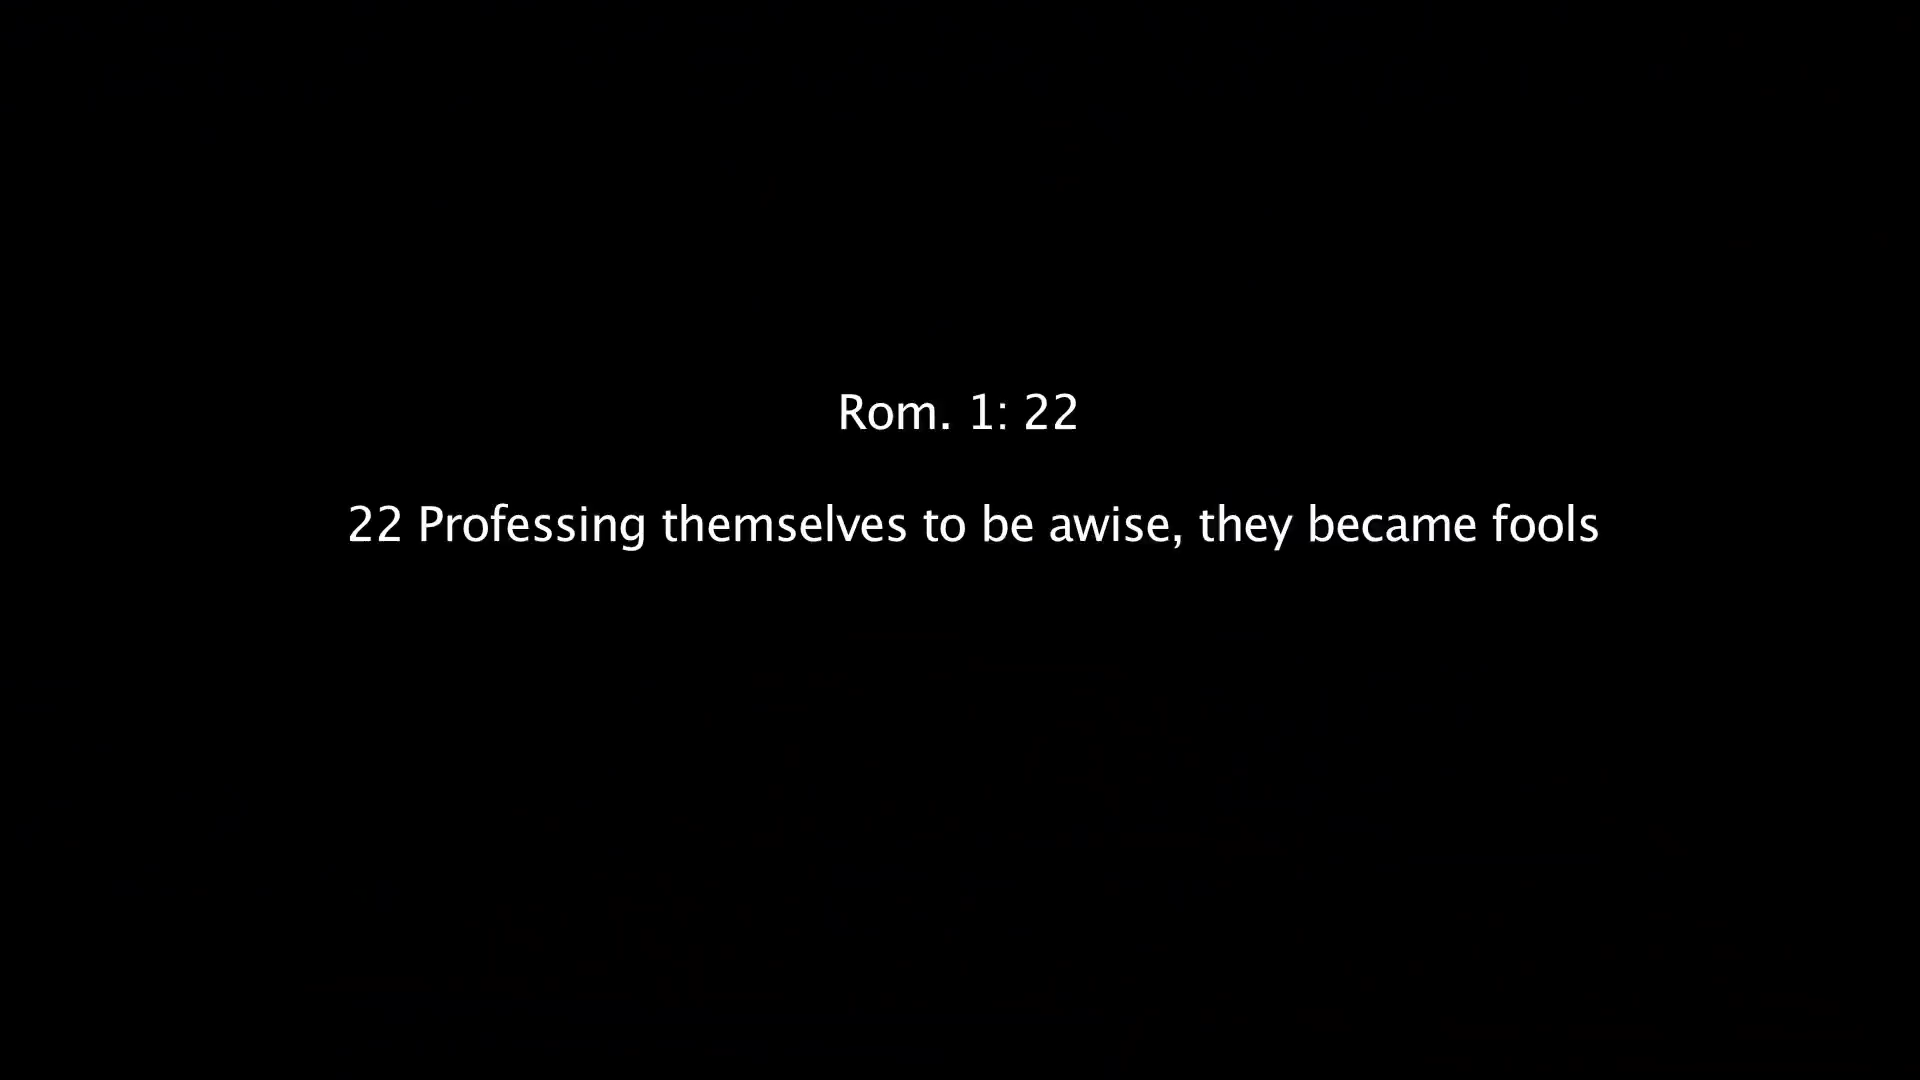 Rom. 1: 22
22 Professing themselves to be awise, they became fools